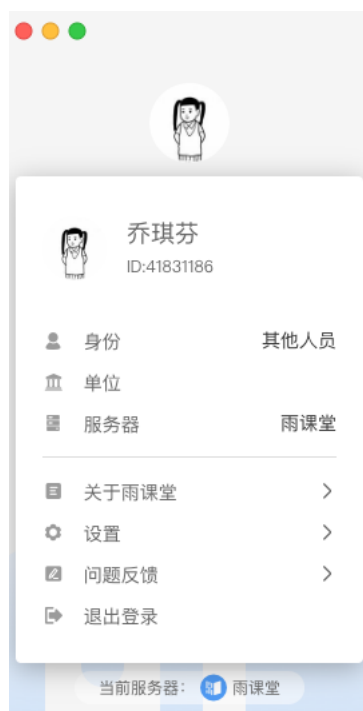 乔琪芬
ID:41831186
身份 其他人员
单位
服务器 雨课堂
关于雨课堂
设置
问题反馈
退出登录
当前服务器： 雨课堂